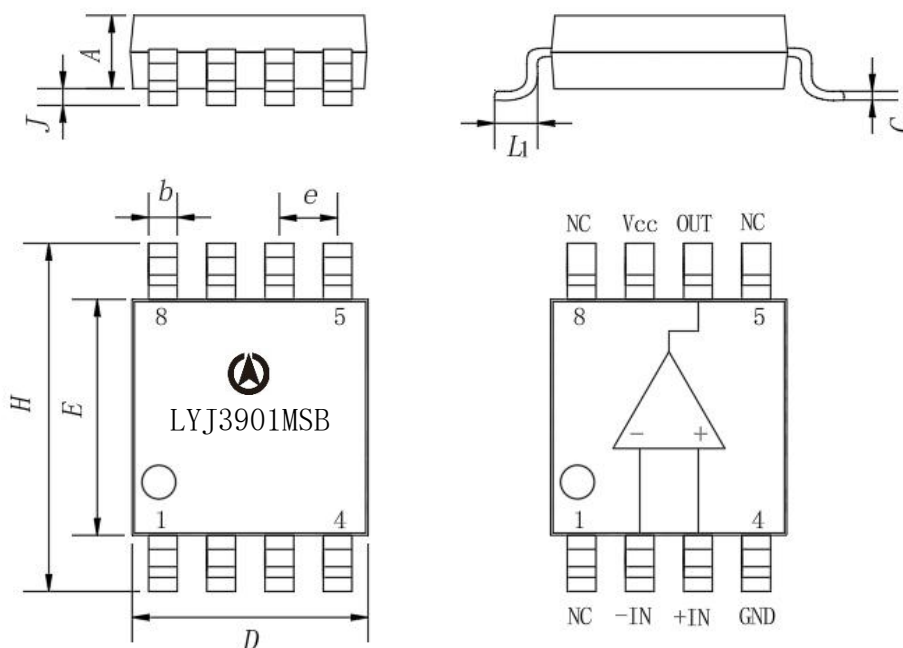 A
J
L1
C
b
e
H
E
8 5
LYJ3901MSB
1 4
D
NC Vcc OUT NC
8 5
- +
1 4
NC -IN +IN GND